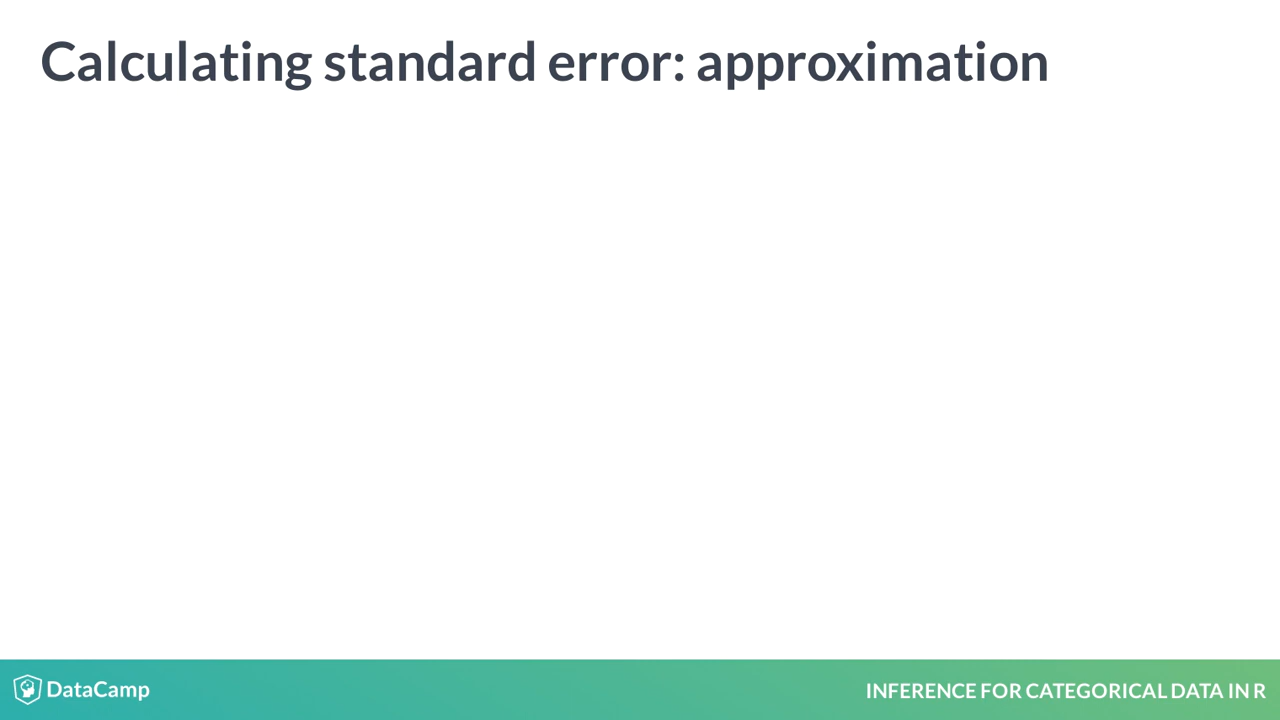 Calculating standard error: approximation
DataCamp
INFERENCE FOR CATEGORICAL DATA IN R